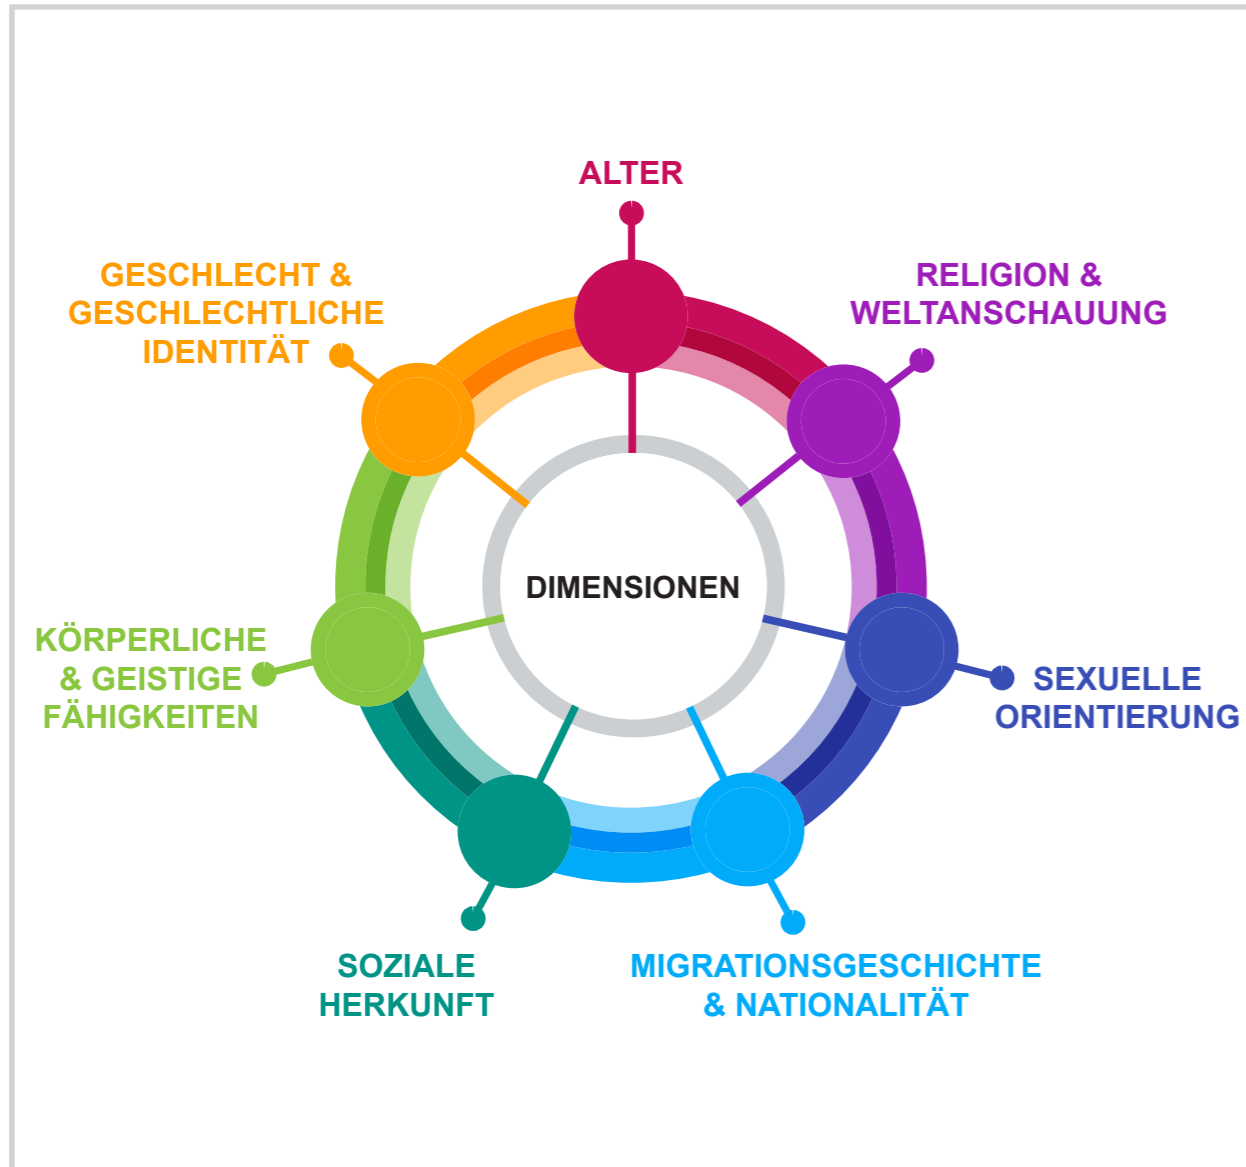 ALTER
RELIGION &
WELTANSCHAUUNG
SEXUELLE
ORIENTIERUNG
MIGRATIONSGESCHICHTE
& NATIONALITÄT
SOZIALE
HERKUNFT
KÖRPERLICHE
& GEISTIGE
FÄHIGKEITEN
GESCHLECHT &
GESCHLECHTLICHE
IDENTITÄT
DIMENSIONEN